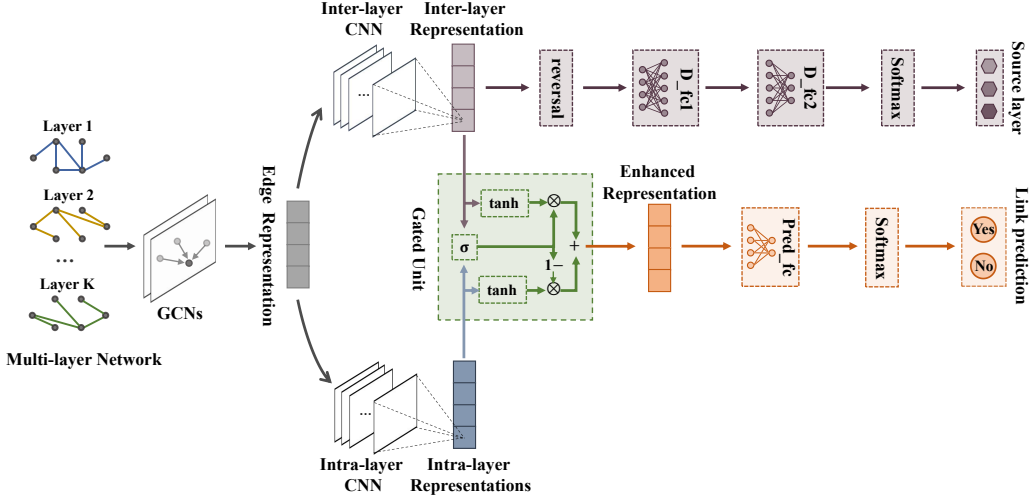 Inter-layer
CNN
Inter-layer
Representation
...
reversal
D_fc1
D_fc2
Softmax
Source layer
Layer 1
Layer 2
...
Layer K
Multi-layer Network
GCNs
Edge
Representation
Gated Unit
tanh
⊗
σ
+
1−
tanh
⊗
Enhanced
Representation
Pred_fc
Softmax
Yes
No
Link prediction
...
Intra-layer
CNN
Intra-layer
Representations